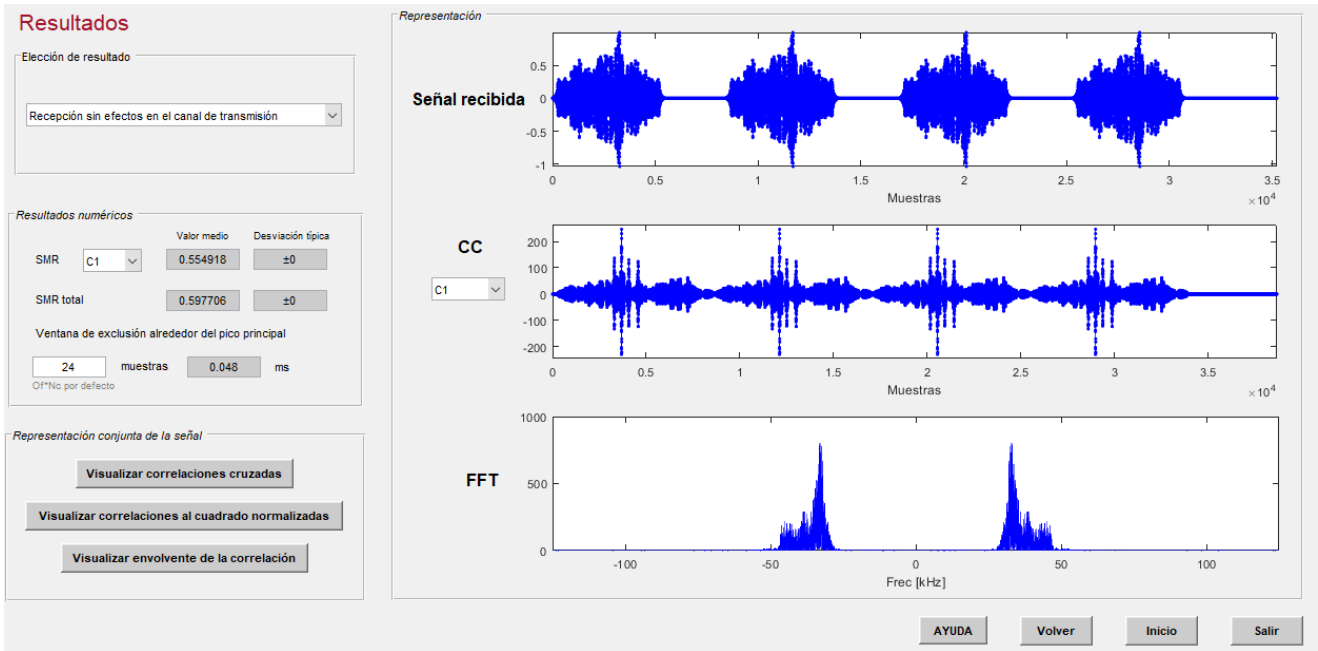 Resultados
Elección de resultado
Recepción sin efectos en el canal de transmisión
Resultados numéricos
Valor medio Desviación típica
SMR C1 0.554918 ±0
SMR total 0.597706 ±0
Ventana de exclusión alrededor del pico principal
24 muestras 0.048 ms
Of*Nc por defecto
Representación conjunta de la señal
Visualizar correlaciones cruzadas
Visualizar correlaciones al cuadrado normalizadas
Visualizar envolvente de la correlación
Representación
Señal recibida
0.5
0
-0.5
-1
0 0.5 1 1.5 2 2.5 3 3.5
Muestras
×10^4
CC
C1
200
100
0
-100
-200
0 0.5 1 1.5 2 2.5 3 3.5
Muestras
×10^4
FFT
1000
500
0
-100 -50 0 50 100
Frec [kHz]
AYUDA Volver Inicio Salir